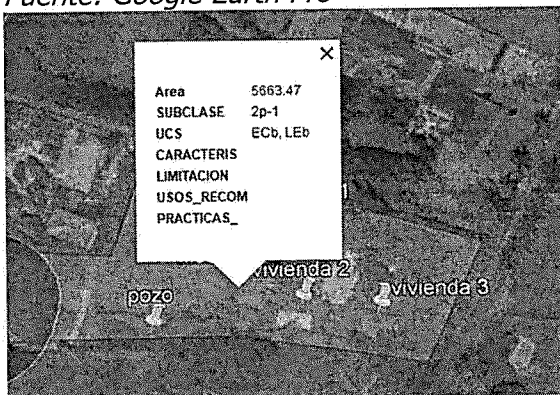 Fuente: Google Earth Pro
Area 5663.47
SUBCLASE 2p-1
UCS ECb, LEb
CARACTERIS
LIMITACION
USOS_RECOM
PRACTICAS_
vivienda 2
pozo
vivienda 3